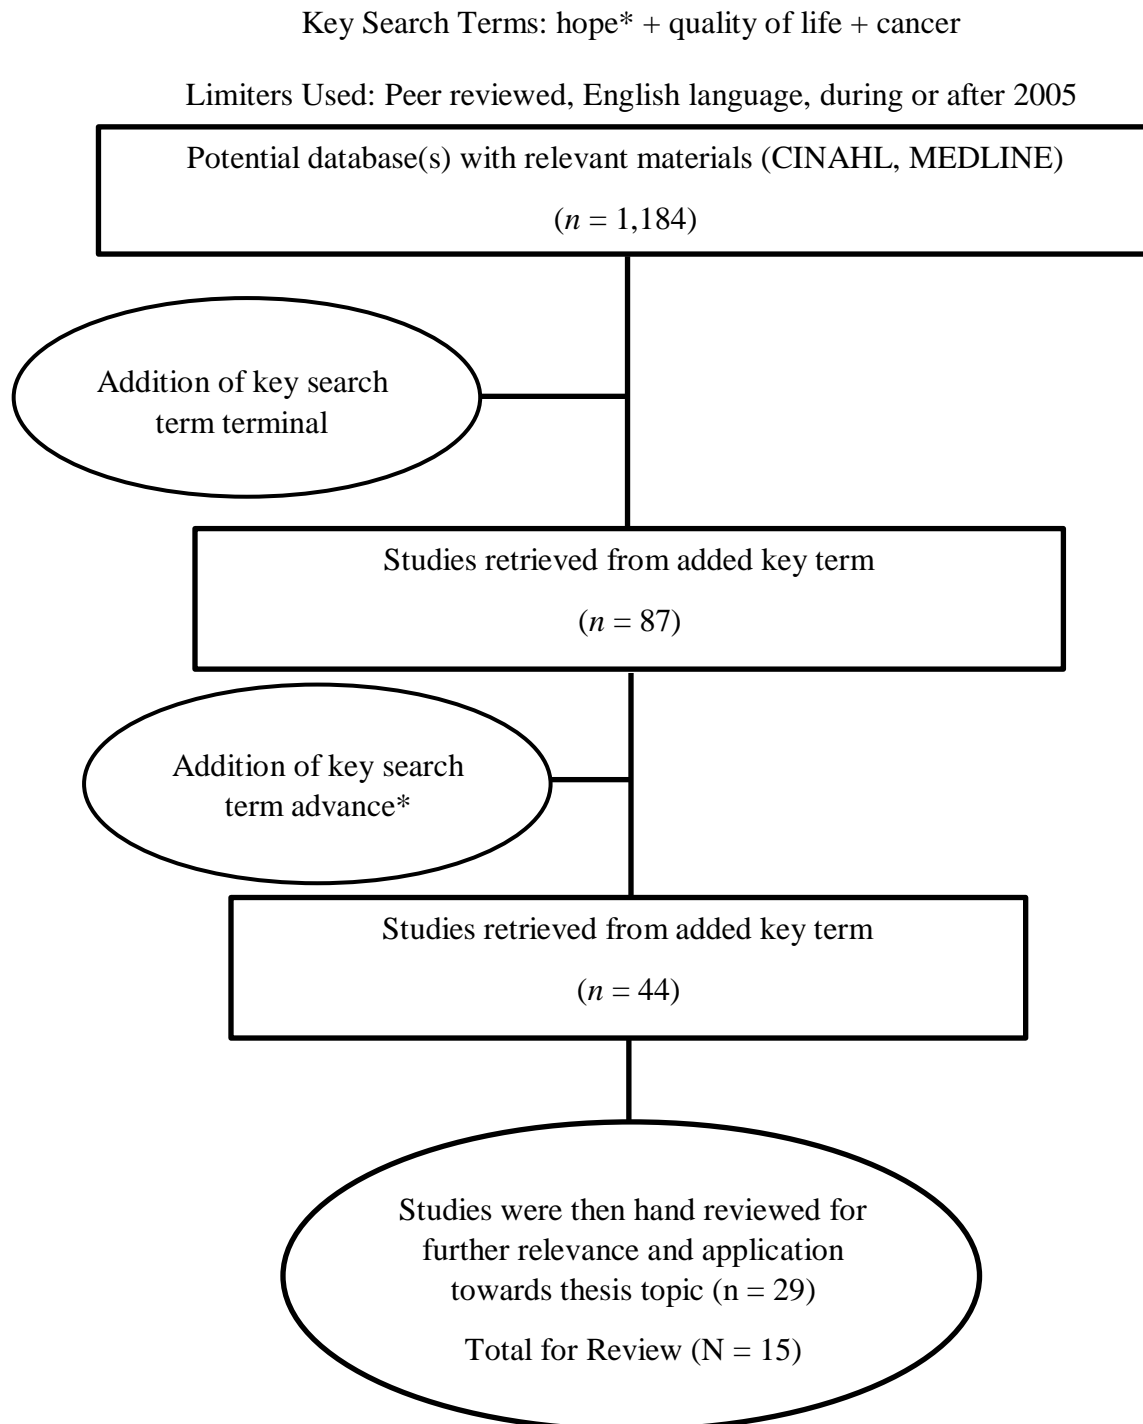 Key Search Terms: hope* + quality of life + cancer
Limiters Used: Peer reviewed, English language, during or after 2005
Potential database(s) with relevant materials (CINAHL, MEDLINE)
(n = 1,184)
Addition of key search
term terminal
Studies retrieved from added key term
(n = 87)
Addition of key search
term advance*
Studies retrieved from added key term
(n = 44)
Studies were then hand reviewed for
further relevance and application
towards thesis topic (n = 29)
Total for Review (N = 15)